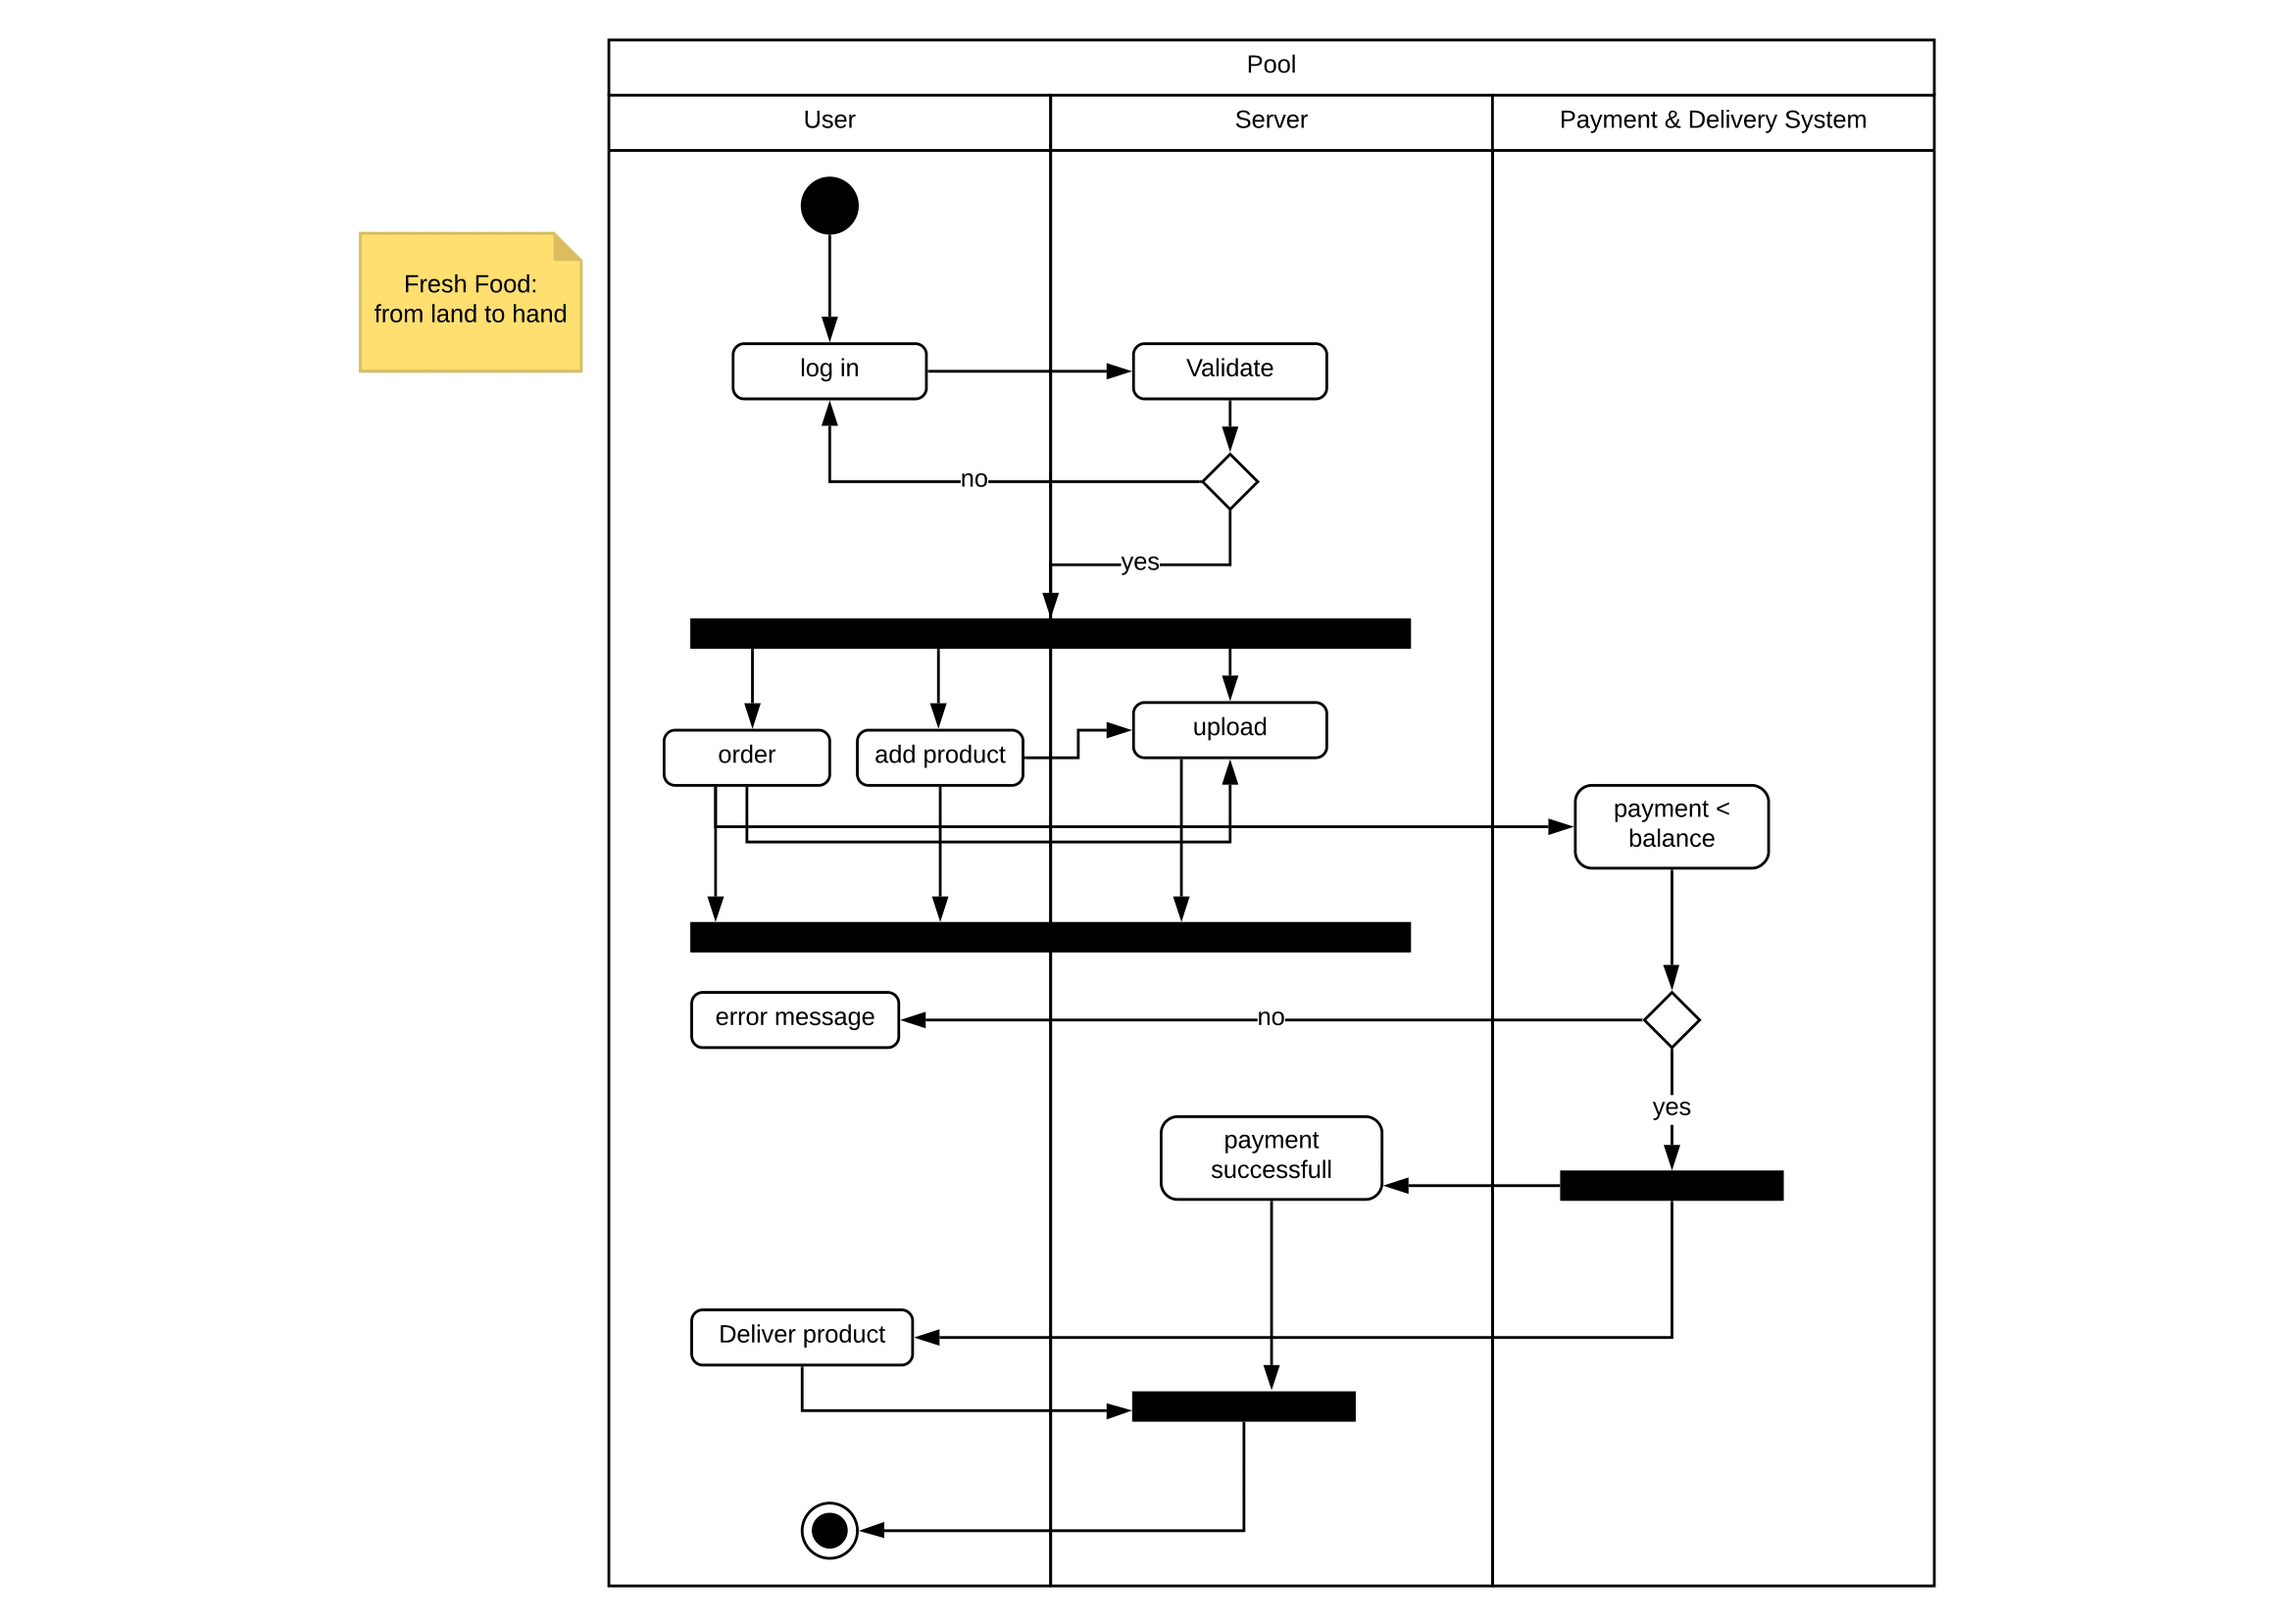 Pool
User
Server
Payment & Delivery System
Fresh Food:
from land to hand
log in
Validate
no
yes
order
add product
upload
payment <
balance
error message
no
yes
payment
successfull
Deliver product